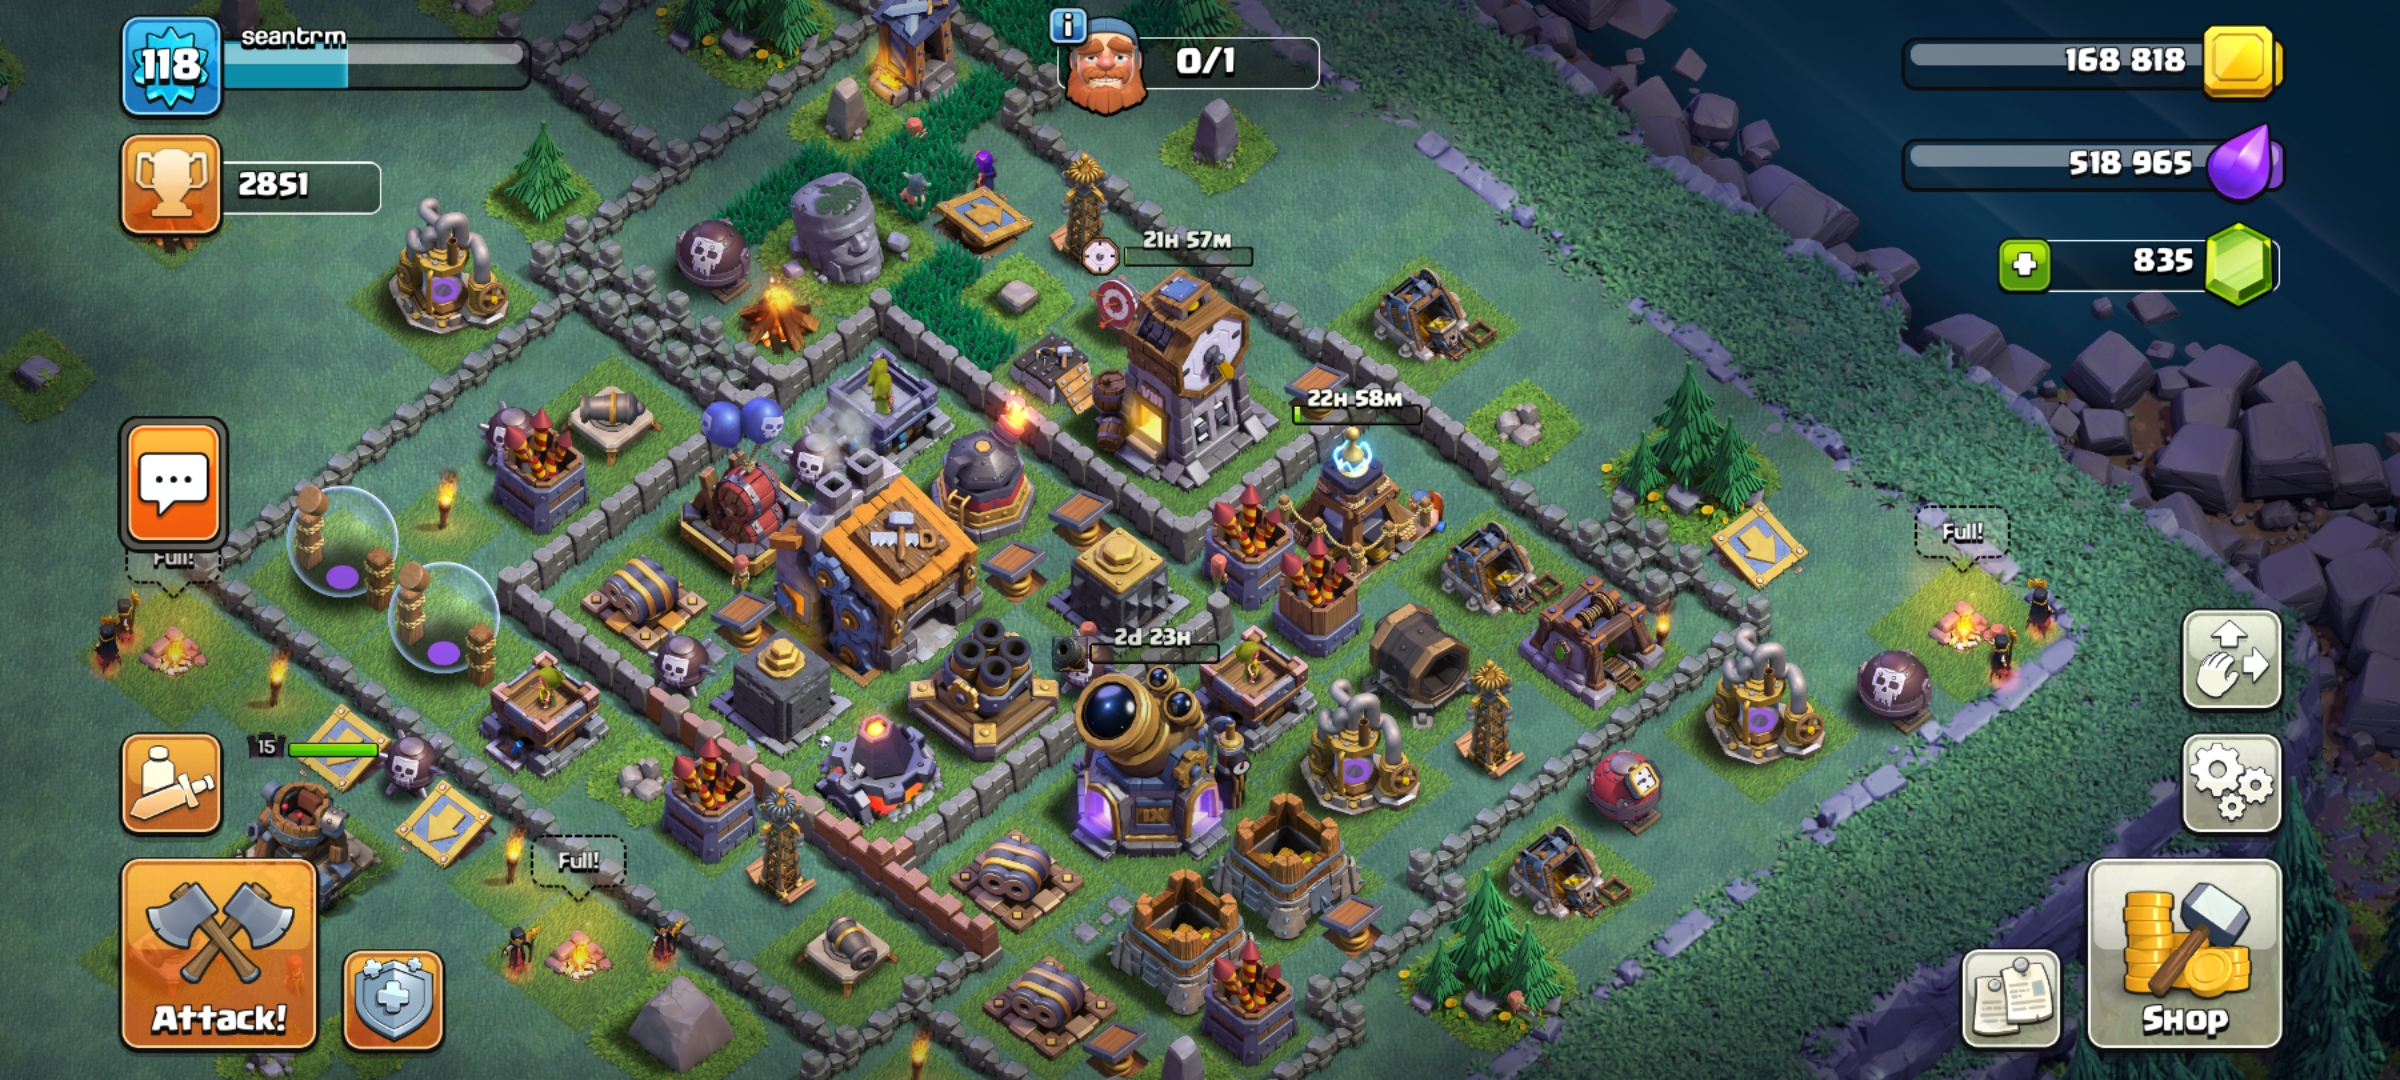 118
seantrm
0/1
168 818
2851
518 965
835
21H 57M
22H 58M
Full!
Full!
2d 23H
15
Full!
Attack!
Shop